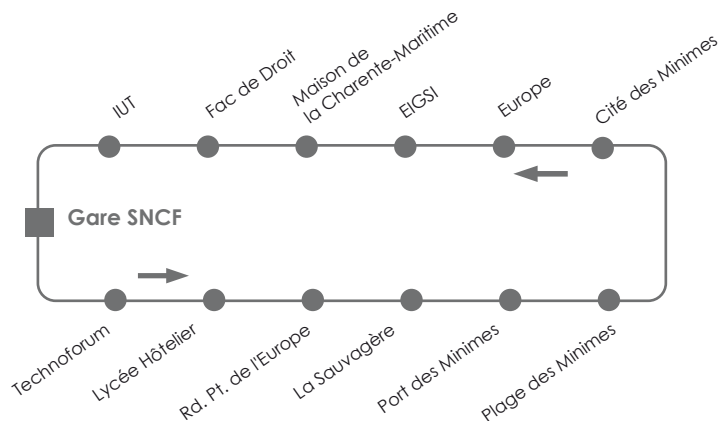 IUT
Fac de Droit
Maison de
la Charente-Maritime
EIGSI
Europe
Cité des Minimes
Gare SNCF
Technoforum
Lycée Hôtelier
Rd. Pt. de l'Europe
La Sauvagère
Port des Minimes
Plage des Minimes